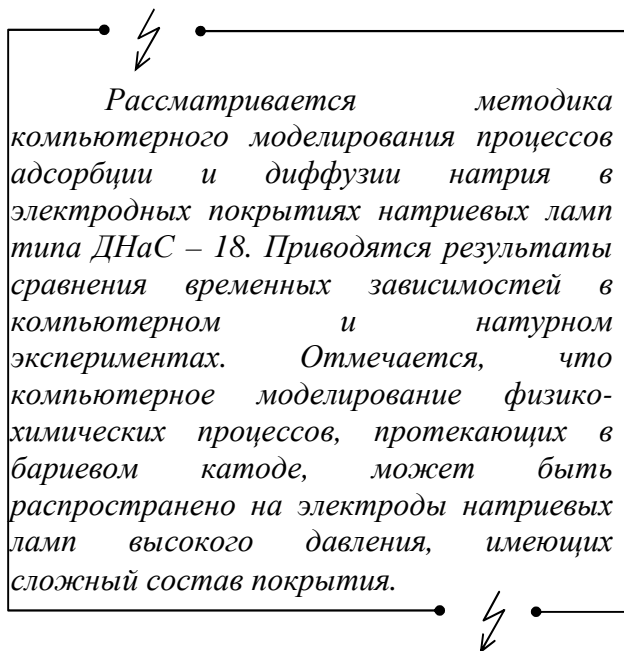 Рассматривается методика
компьютерного моделирования процессов
адсорбции и диффузии натрия в
электродных покрытиях натриевых ламп
типа ДНаС – 18. Приводятся результаты
сравнения временных зависимостей в
компьютерном и натурном
экспериментах. Отмечается, что
компьютерное моделирование физико-
химических процессов, протекающих в
бариевом катоде, может быть
распространено на электроды натриевых
ламп высокого давления, имеющих
сложный состав покрытия.